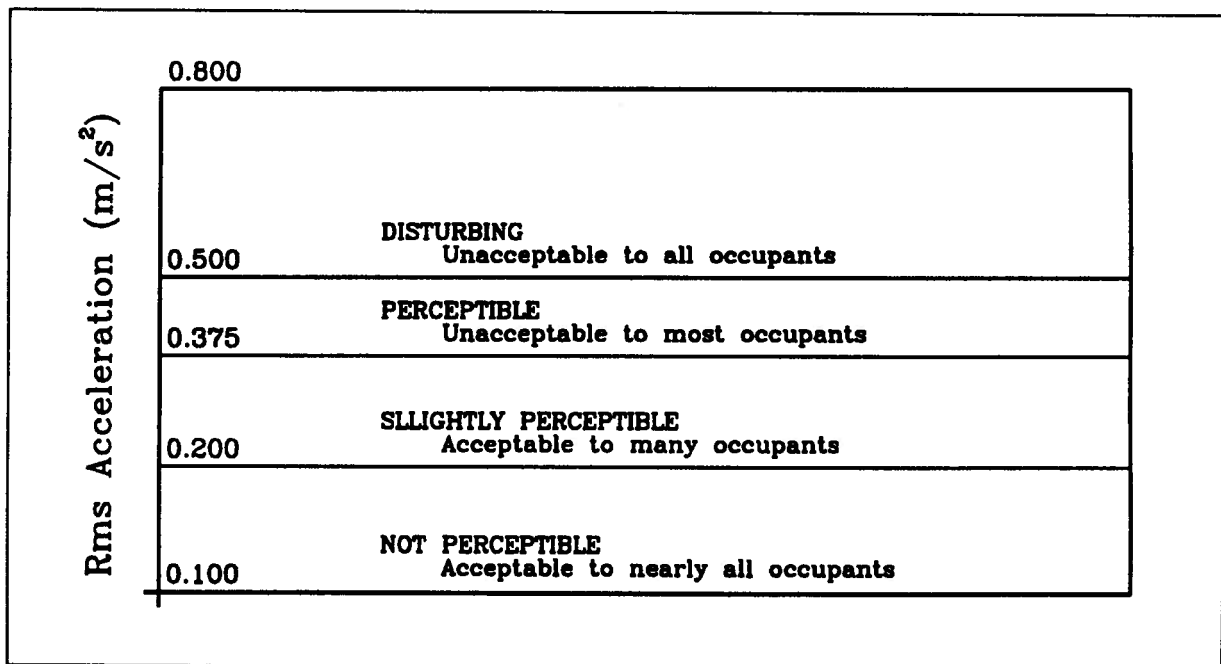 0.800
Rms Acceleration (m/s²)
DISTURBING
Unacceptable to all occupants
0.500
PERCEPTIBLE
Unacceptable to most occupants
0.375
SLLIGHTLY PERCEPTIBLE
Acceptable to many occupants
0.200
NOT PERCEPTIBLE
Acceptable to nearly all occupants
0.100